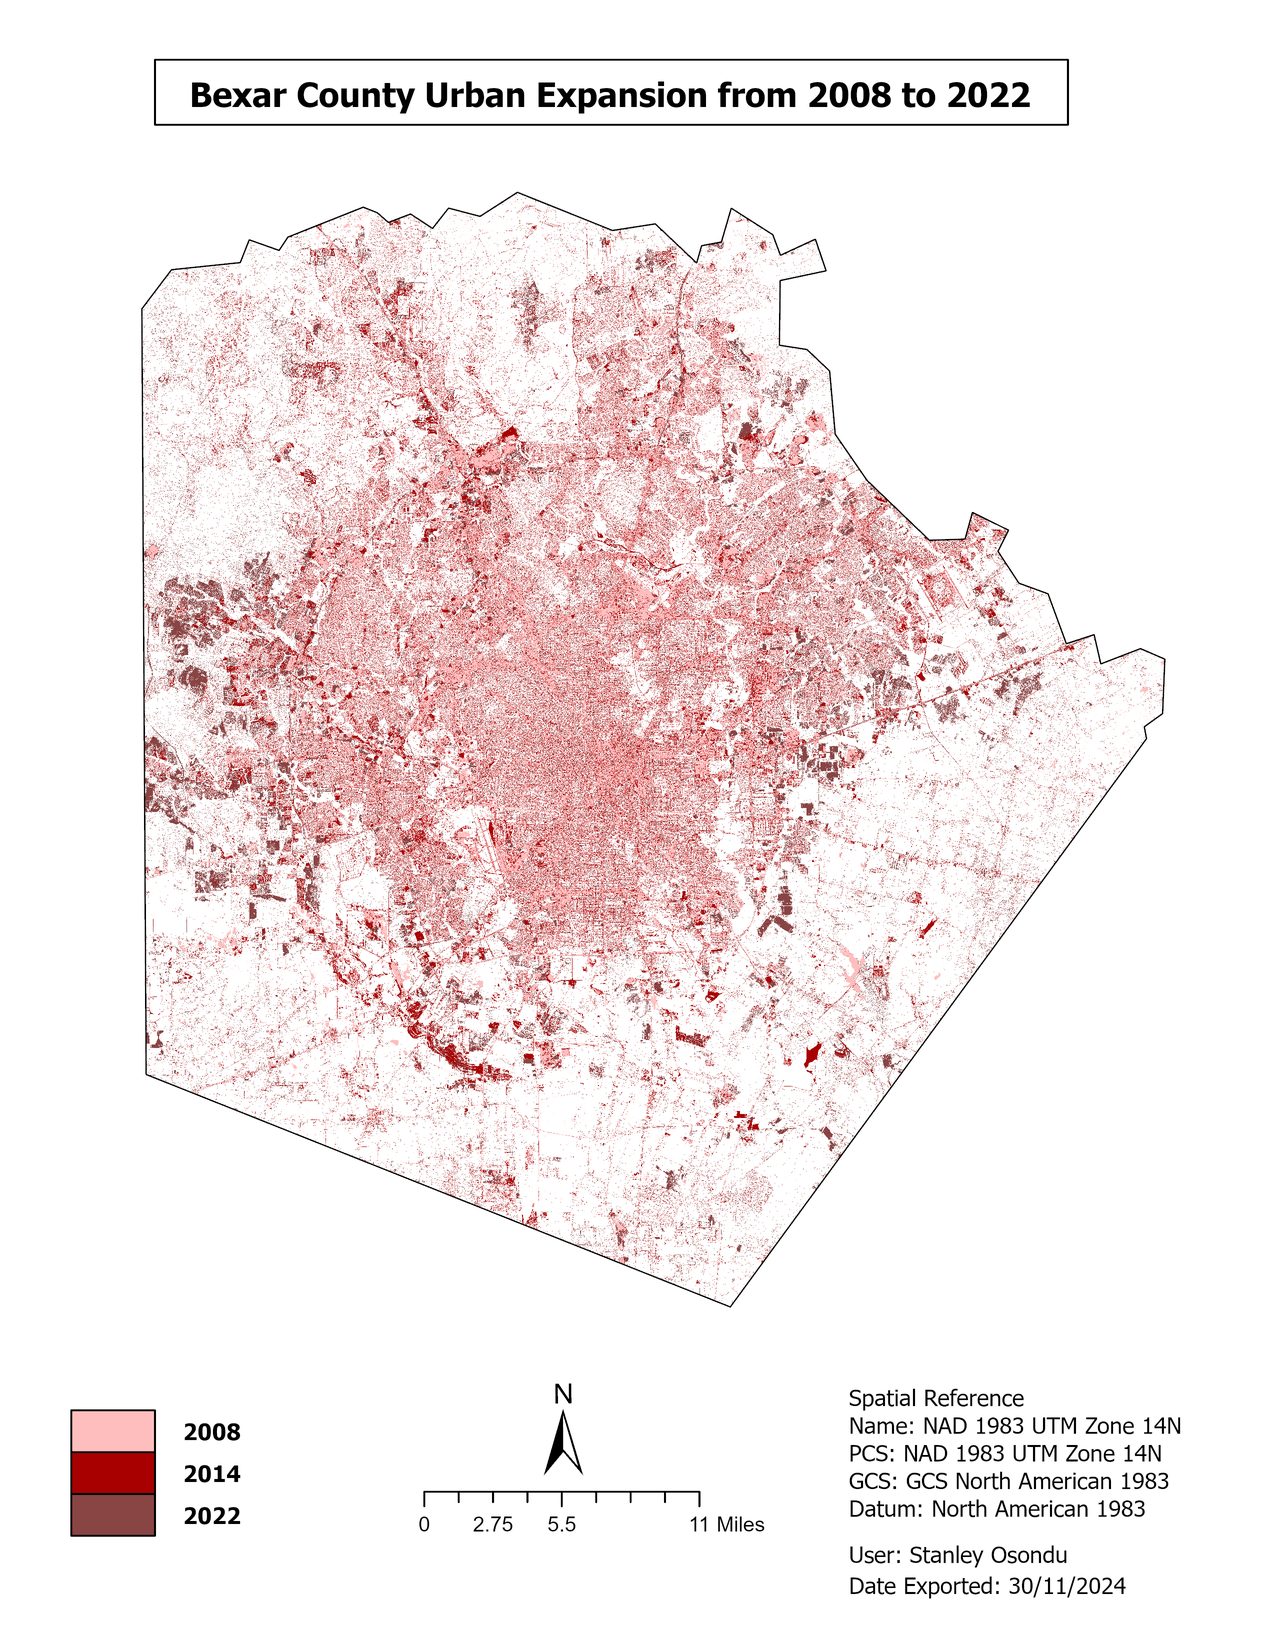 Bexar County Urban Expansion from 2008 to 2022
2008
2014
2022
N
0 2.75 5.5 11 Miles
Spatial Reference
Name: NAD 1983 UTM Zone 14N
PCS: NAD 1983 UTM Zone 14N
GCS: GCS North American 1983
Datum: North American 1983
User: Stanley Osondu
Date Exported: 30/11/2024